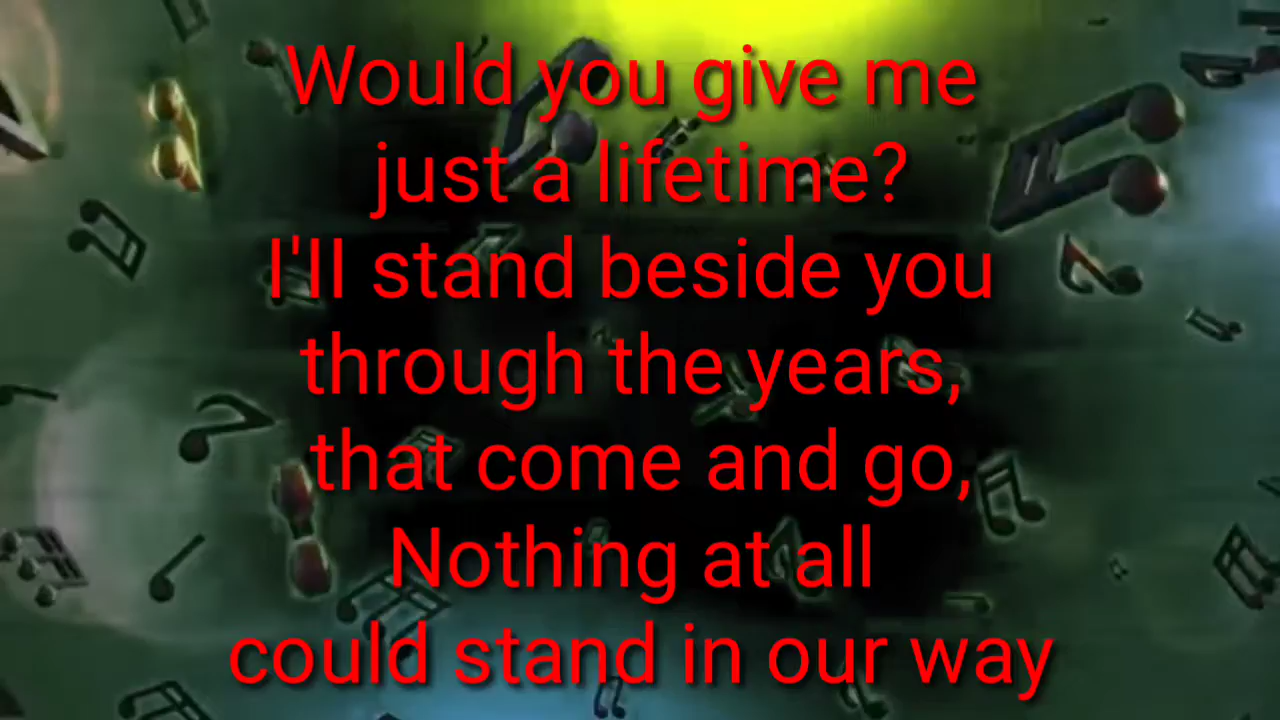 Would you give me
just a lifetime?
I'll stand beside you
through the years,
that come and go,
Nothing at all
could stand in our way